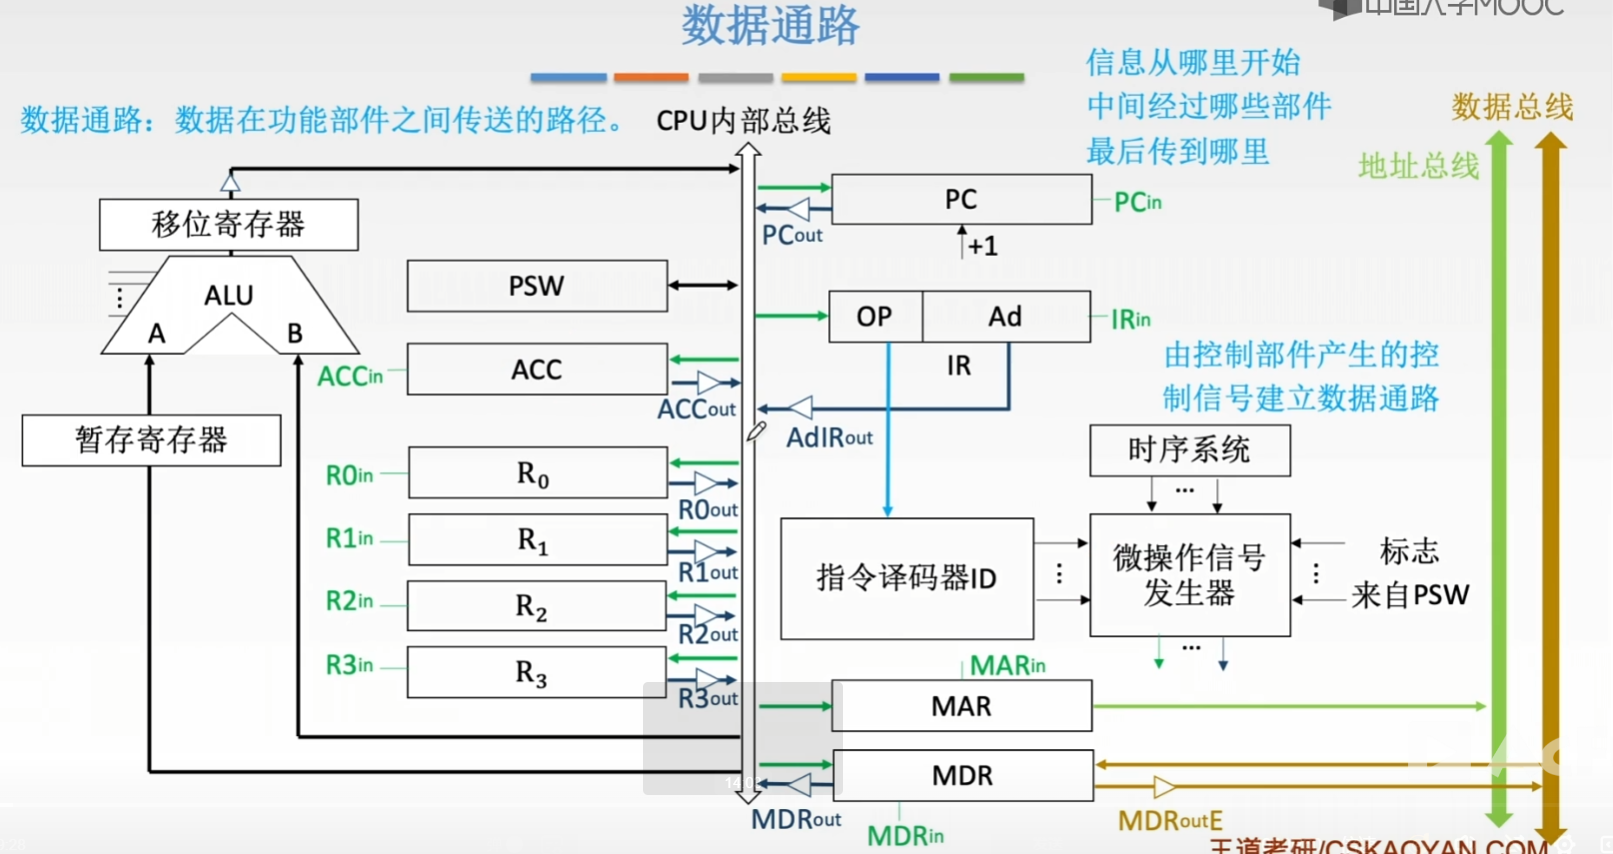 中国大学MOOC
数据通路
信息从哪里开始
中间经过哪些部件
最后传到哪里
数据总线
地址总线
数据通路：数据在功能部件之间传送的路径。
CPU内部总线
移位寄存器
ALU
A
B
暂存寄存器
PSW
ACCin
ACC
ACCout
R0in
R₀
R0out
R1in
R₁
R1out
R2in
R₂
R2out
R3in
R₃
R3out
PC
PCin
PCout
+1
OP
Ad
IRin
IR
AdIRout
由控制部件产生的控
制信号建立数据通路
时序系统
...
指令译码器ID
⋮
微操作信号
发生器
⋮
标志
来自PSW
...
MARin
MAR
MDR
MDRout
MDRin
MDRoutE
王道考研/CSKAOYAN.COM